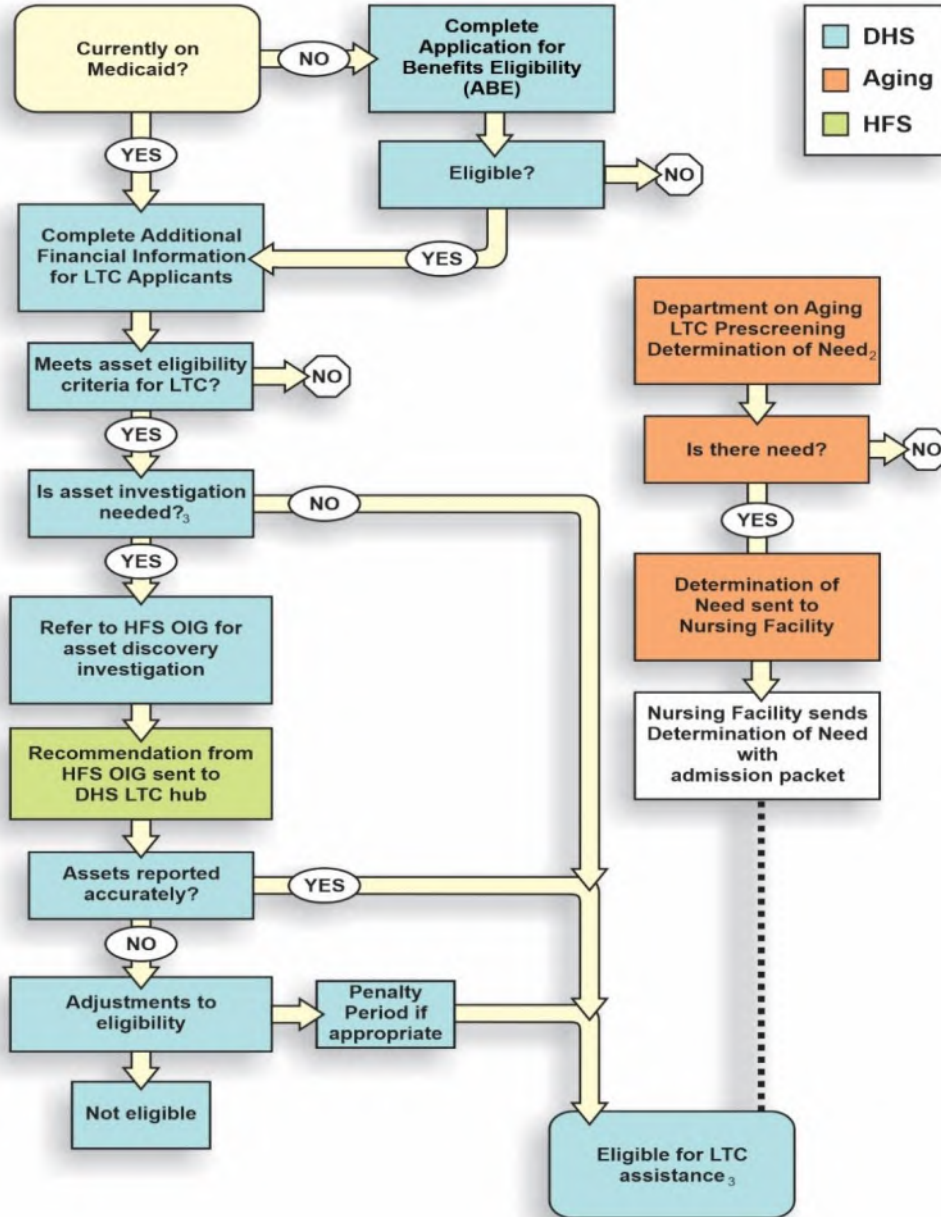 Currently on
Medicaid?
NO
Complete
Application for
Benefits Eligibility
(ABE)
DHS
Aging
HFS
YES
Eligible?
NO
Complete Additional
Financial Information
for LTC Applicants
YES
Meets asset eligibility
criteria for LTC?
NO
YES
Is asset investigation
needed?3
NO
YES
Refer to HFS OIG for
asset discovery
investigation
Recommendation from
HFS OIG sent to
DHS LTC hub
Assets reported
accurately?
YES
NO
Adjustments to
eligibility
Penalty
Period if
appropriate
Not eligible
Department on Aging
LTC Prescreening
Determination of Need2
Is there need?
NO
YES
Determination of
Need sent to
Nursing Facility
Nursing Facility sends
Determination of Need
with
admission packet
Eligible for LTC
assistance3